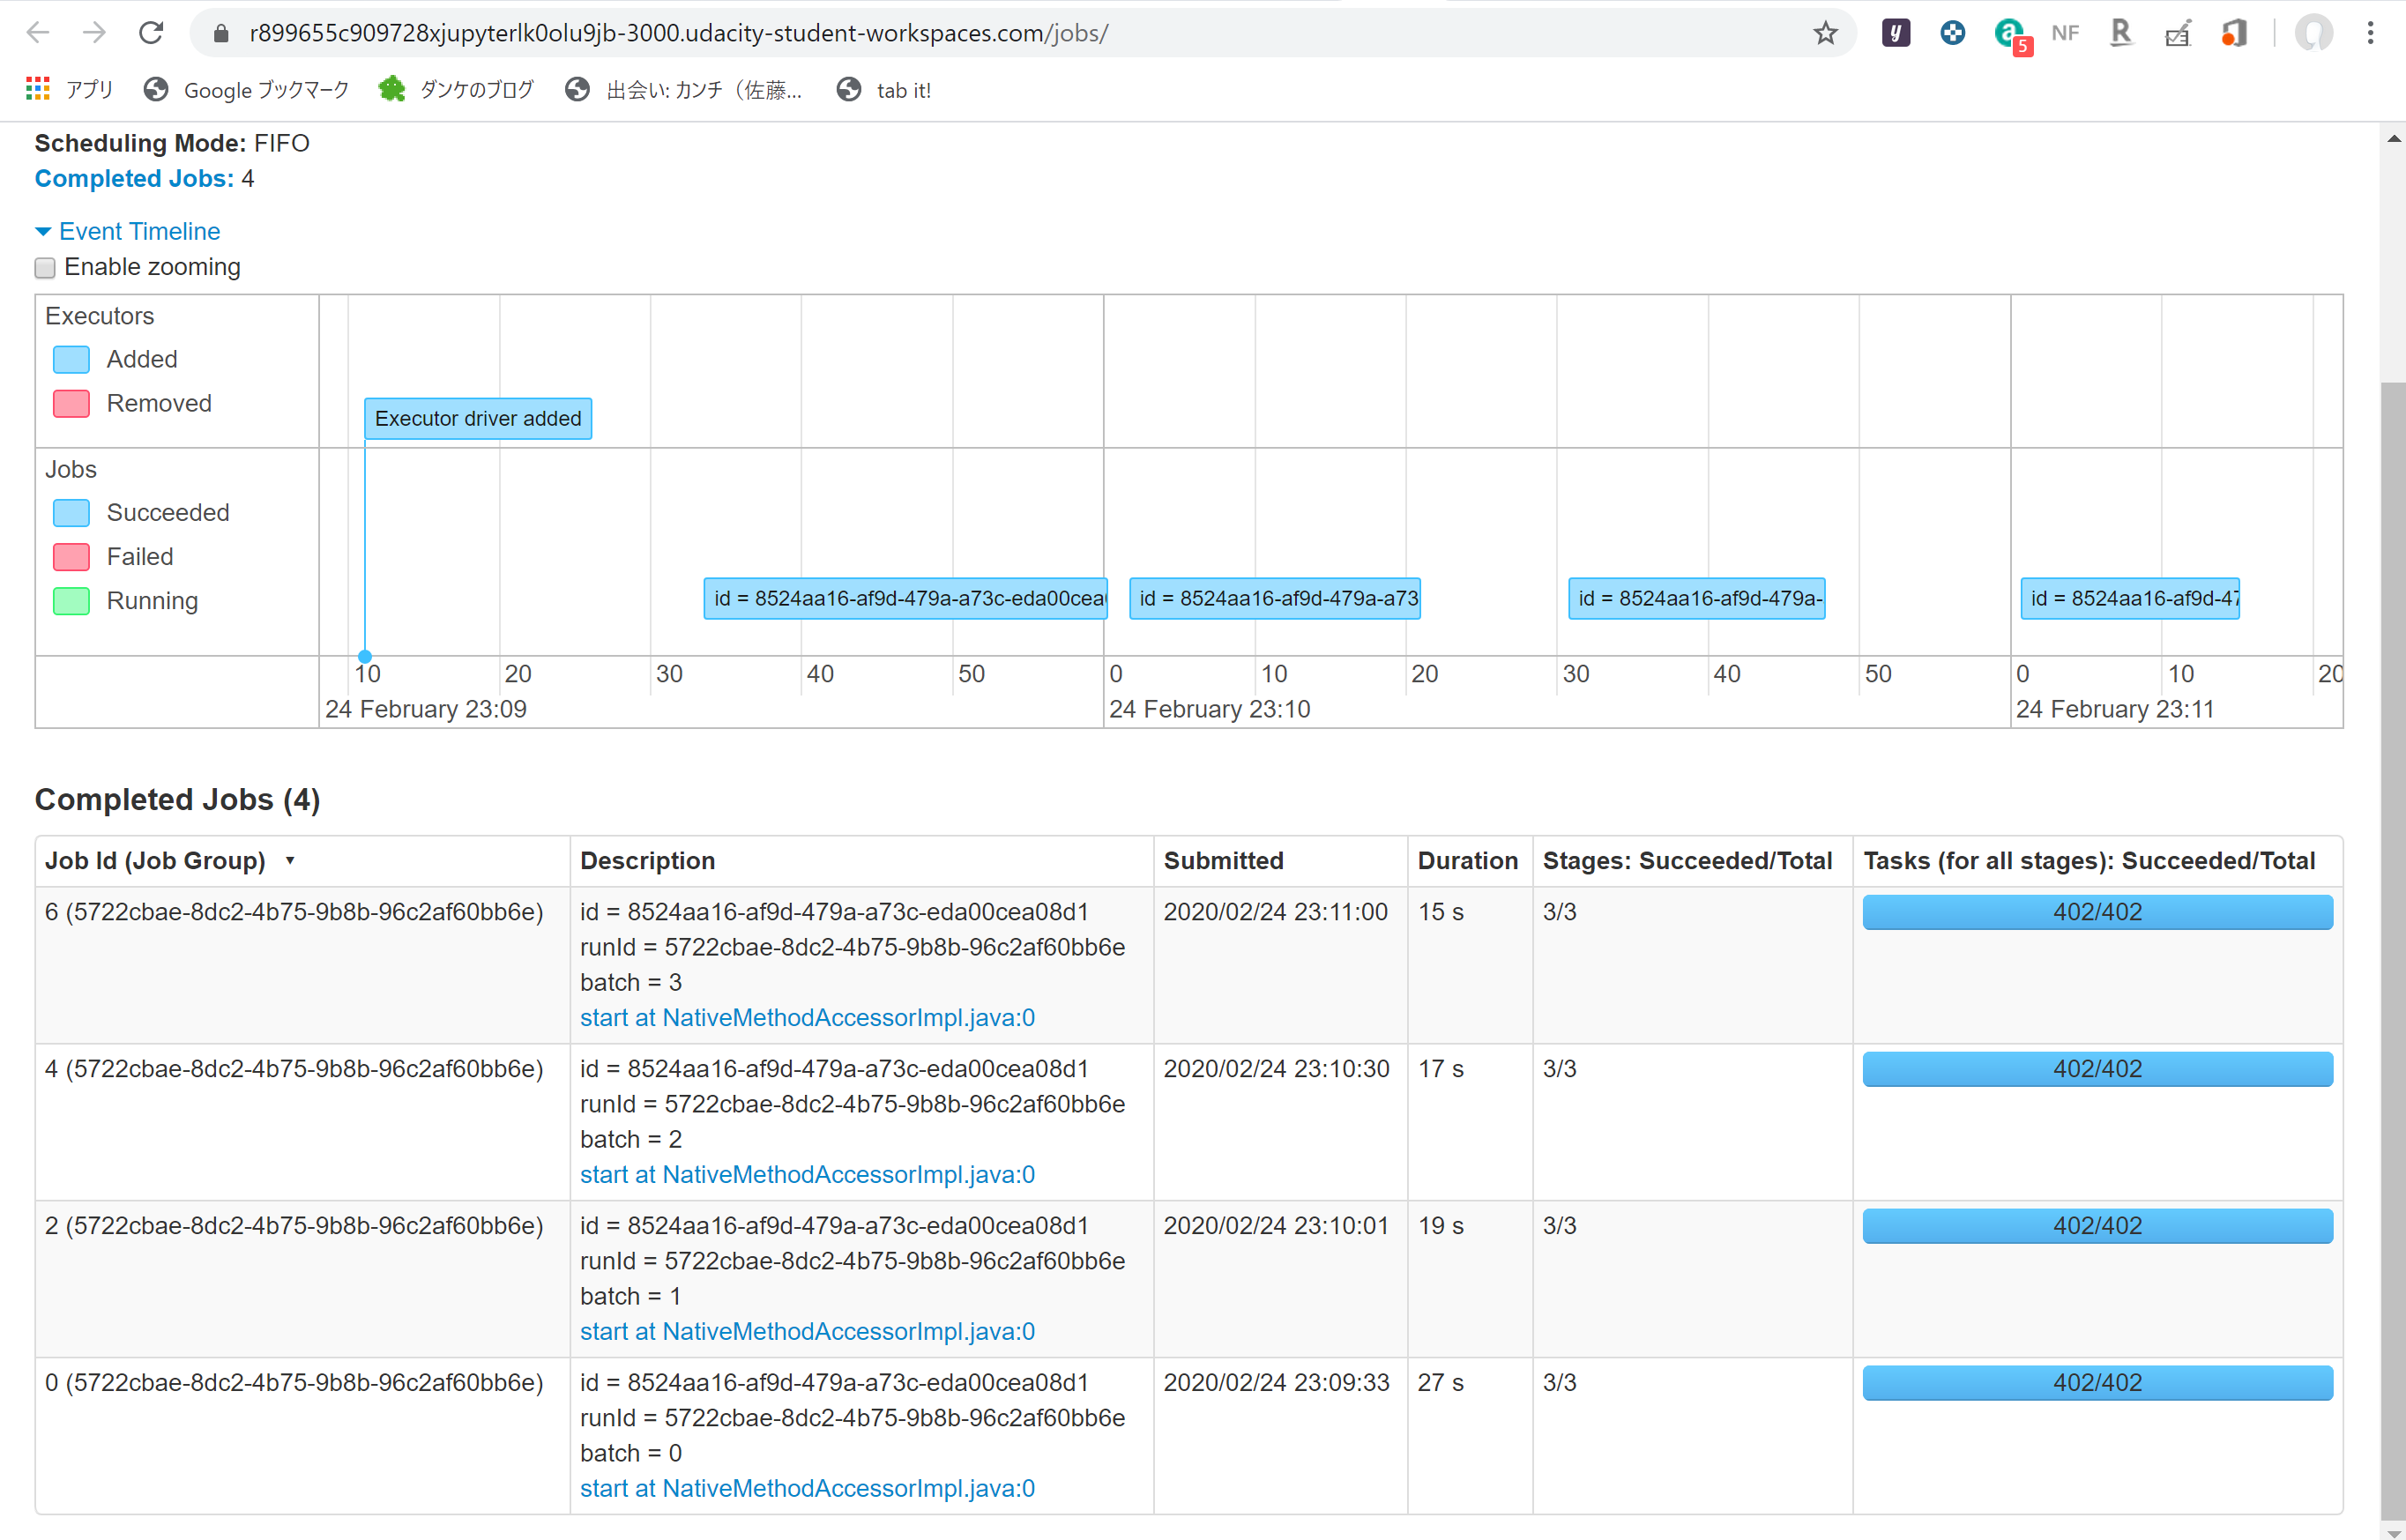 r899655c909728xjupyterlk0olu9jb-3000.udacity-student-workspaces.com/jobs/
y
a
5
NF
R
アプリ
Google ブックマーク
ダンケのブログ
出会い: カンチ（佐藤...
tab it!
Scheduling Mode: FIFO
Completed Jobs: 4
Event Timeline
Enable zooming
Executors
Added
Removed
Executor driver added
Jobs
Succeeded
Failed
Running
id = 8524aa16-af9d-479a-a73c-eda00cea
id = 8524aa16-af9d-479a-a73
id = 8524aa16-af9d-479a-
id = 8524aa16-af9d-47
10 20 30 40 50 0 10 20 30 40 50 0 10 20
24 February 23:09 24 February 23:10 24 February 23:11
Completed Jobs (4)
Job Id (Job Group) ▼ Description Submitted Duration Stages: Succeeded/Total Tasks (for all stages): Succeeded/Total
6 (5722cbae-8dc2-4b75-9b8b-96c2af60bb6e) id = 8524aa16-af9d-479a-a73c-eda00cea08d1 2020/02/24 23:11:00 15 s 3/3 402/402
runId = 5722cbae-8dc2-4b75-9b8b-96c2af60bb6e
batch = 3
start at NativeMethodAccessorImpl.java:0
4 (5722cbae-8dc2-4b75-9b8b-96c2af60bb6e) id = 8524aa16-af9d-479a-a73c-eda00cea08d1 2020/02/24 23:10:30 17 s 3/3 402/402
runId = 5722cbae-8dc2-4b75-9b8b-96c2af60bb6e
batch = 2
start at NativeMethodAccessorImpl.java:0
2 (5722cbae-8dc2-4b75-9b8b-96c2af60bb6e) id = 8524aa16-af9d-479a-a73c-eda00cea08d1 2020/02/24 23:10:01 19 s 3/3 402/402
runId = 5722cbae-8dc2-4b75-9b8b-96c2af60bb6e
batch = 1
start at NativeMethodAccessorImpl.java:0
0 (5722cbae-8dc2-4b75-9b8b-96c2af60bb6e) id = 8524aa16-af9d-479a-a73c-eda00cea08d1 2020/02/24 23:09:33 27 s 3/3 402/402
runId = 5722cbae-8dc2-4b75-9b8b-96c2af60bb6e
batch = 0
start at NativeMethodAccessorImpl.java:0